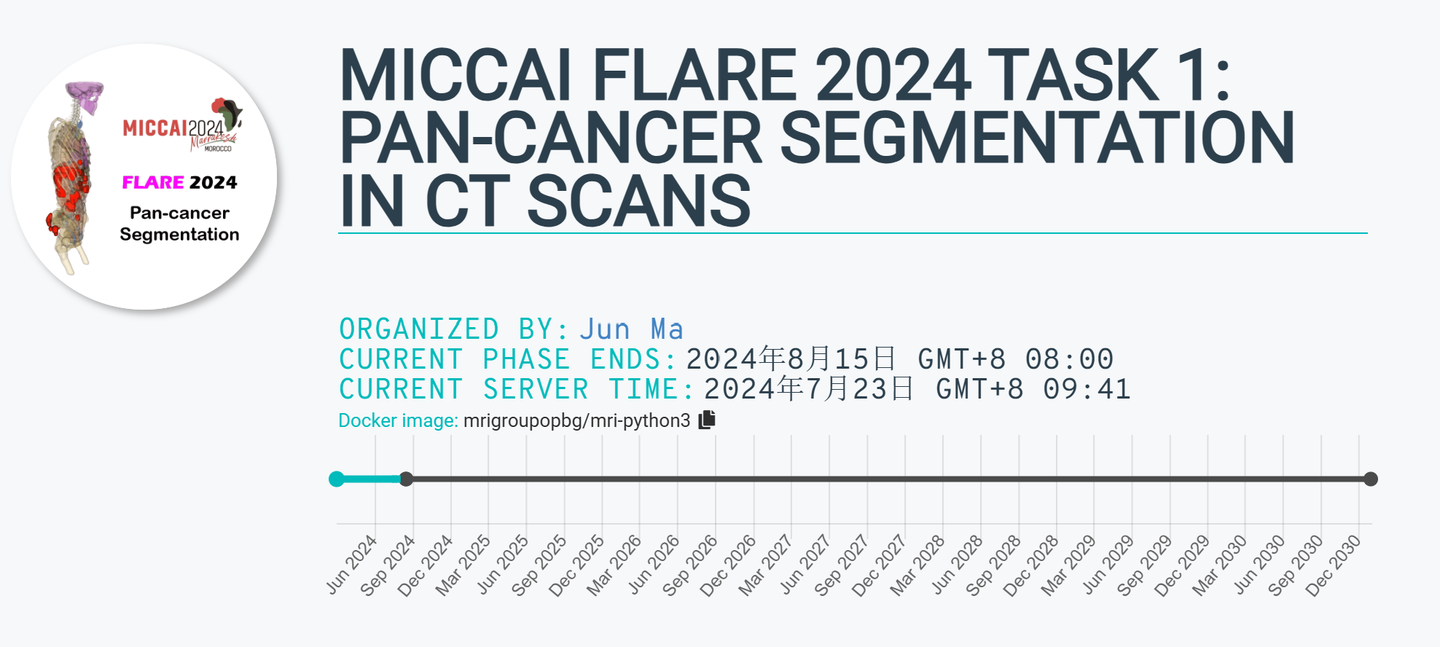 MICCAI2024
Marrakesh
MOROCCO
FLARE 2024
Pan-cancer
Segmentation
MICCAI FLARE 2024 TASK 1:
PAN-CANCER SEGMENTATION
IN CT SCANS
ORGANIZED BY: Jun Ma
CURRENT PHASE ENDS: 2024年8月15日 GMT+8 08:00
CURRENT SERVER TIME: 2024年7月23日 GMT+8 09:41
Docker image: mrigroupopbg/mri-python3
Jun 2024
Sep 2024
Dec 2024
Mar 2025
Jun 2025
Sep 2025
Dec 2025
Mar 2026
Jun 2026
Sep 2026
Dec 2026
Mar 2027
Jun 2027
Sep 2027
Dec 2027
Mar 2028
Jun 2028
Sep 2028
Dec 2028
Mar 2029
Jun 2029
Sep 2029
Dec 2029
Mar 2030
Jun 2030
Sep 2030
Dec 2030